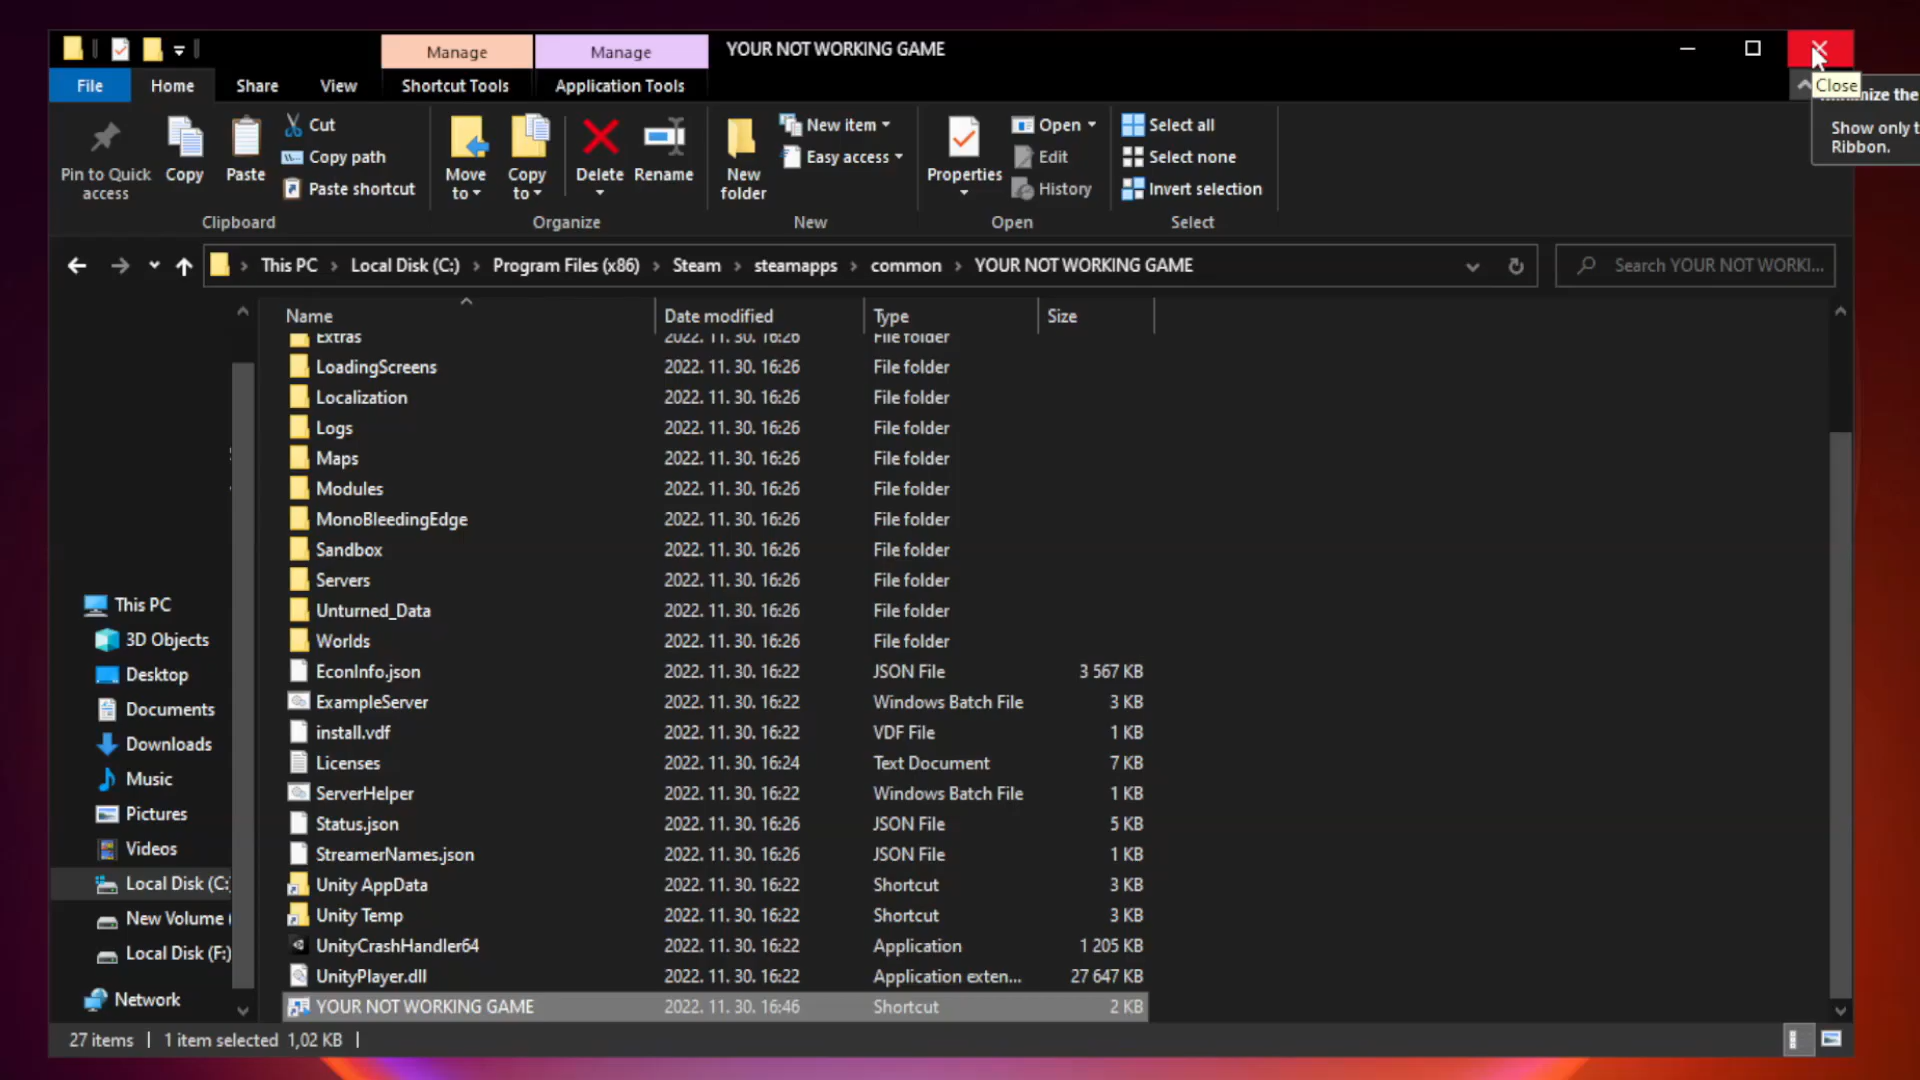 Manage
Manage
YOUR NOT WORKING GAME
File
Home
Share
View
Shortcut Tools
Application Tools
Close
the
Show only t
Ribbon.
Pin to Quick
access
Copy
Paste
Cut
Copy path
Paste shortcut
Clipboard
Move
to
Copy
to
Delete
Rename
Organize
New
folder
New item
Easy access
New
Properties
Open
Edit
History
Open
Select all
Select none
Invert selection
Select
This PC
Local Disk (C:)
Program Files (x86)
Steam
steamapps
common
YOUR NOT WORKING GAME
Search YOUR NOT WORKI...
Name Date modified Type Size
Extras 2022. 11. 30. 16:26 File folder
LoadingScreens 2022. 11. 30. 16:26 File folder
Localization 2022. 11. 30. 16:26 File folder
Logs 2022. 11. 30. 16:26 File folder
Maps 2022. 11. 30. 16:26 File folder
Modules 2022. 11. 30. 16:26 File folder
MonoBleedingEdge 2022. 11. 30. 16:26 File folder
Sandbox 2022. 11. 30. 16:26 File folder
Servers 2022. 11. 30. 16:26 File folder
Unturned_Data 2022. 11. 30. 16:26 File folder
Worlds 2022. 11. 30. 16:26 File folder
EconInfo.json 2022. 11. 30. 16:22 JSON File 3 567 KB
ExampleServer 2022. 11. 30. 16:22 Windows Batch File 3 KB
install.vdf 2022. 11. 30. 16:22 VDF File 1 KB
Licenses 2022. 11. 30. 16:24 Text Document 7 KB
ServerHelper 2022. 11. 30. 16:22 Windows Batch File 1 KB
Status.json 2022. 11. 30. 16:26 JSON File 5 KB
StreamerNames.json 2022. 11. 30. 16:26 JSON File 1 KB
Unity AppData 2022. 11. 30. 16:22 Shortcut 3 KB
Unity Temp 2022. 11. 30. 16:22 Shortcut 3 KB
UnityCrashHandler64 2022. 11. 30. 16:22 Application 1 205 KB
UnityPlayer.dll 2022. 11. 30. 16:22 Application exten... 27 647 KB
YOUR NOT WORKING GAME 2022. 11. 30. 16:46 Shortcut 2 KB
This PC
3D Objects
Desktop
Documents
Downloads
Music
Pictures
Videos
Local Disk (C:
New Volume (
Local Disk (F:)
Network
27 items 1 item selected 1,02 KB